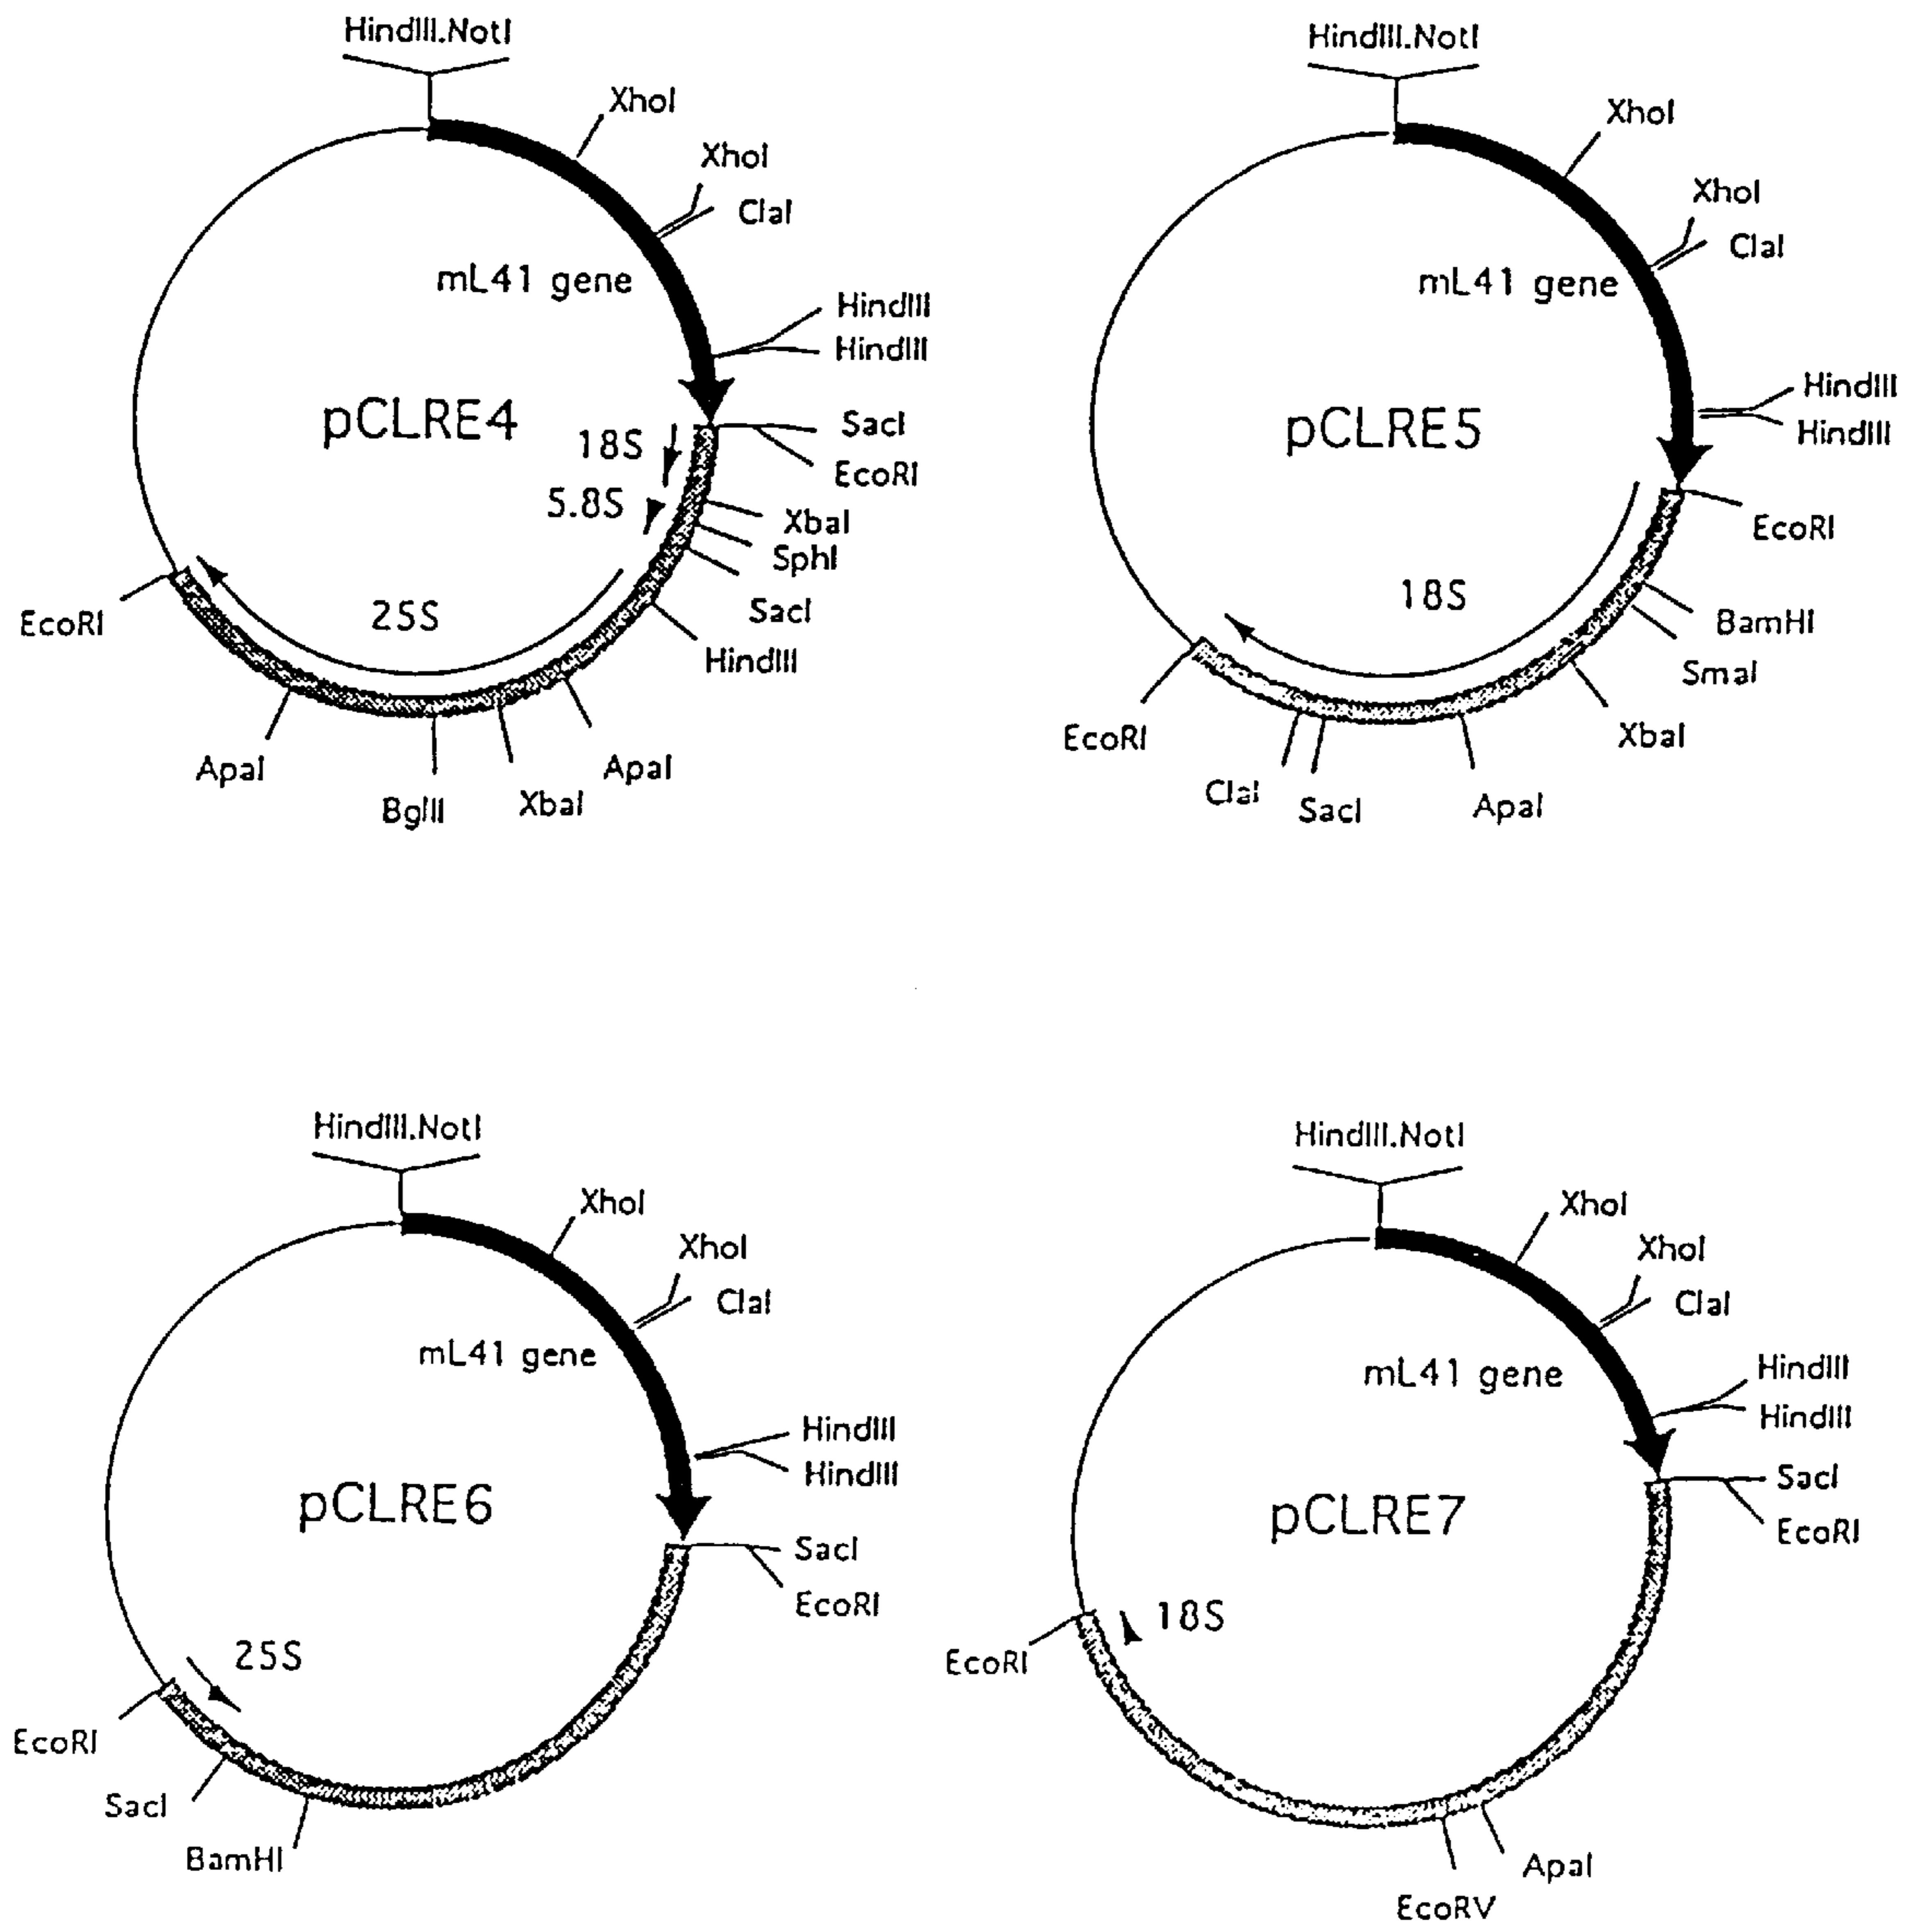 HindIII.NotI
XhoI
XhoI
ClaI
mL41 gene
HindIII
HindIII
pCLRE4
18S
SacI
EcoRI
5.8S
XbaI
SphI
SacI
25S
HindIII
EcoRI
ApaI
BglII
XbaI
ApaI
HindIII.NotI
XhoI
XhoI
ClaI
mL41 gene
HindIII
HindIII
pCLRE5
EcoRI
18S
BamHI
SmaI
XbaI
EcoRI
ClaI
SacI
ApaI
HindIII.NotI
XhoI
XhoI
ClaI
mL41 gene
HindIII
HindIII
pCLRE6
SacI
EcoRI
25S
EcoRI
SacI
BamHI
HindIII.NotI
XhoI
XhoI
ClaI
mL41 gene
HindIII
HindIII
SacI
pCLRE7
EcoRI
18S
EcoRI
ApaI
EcoRV